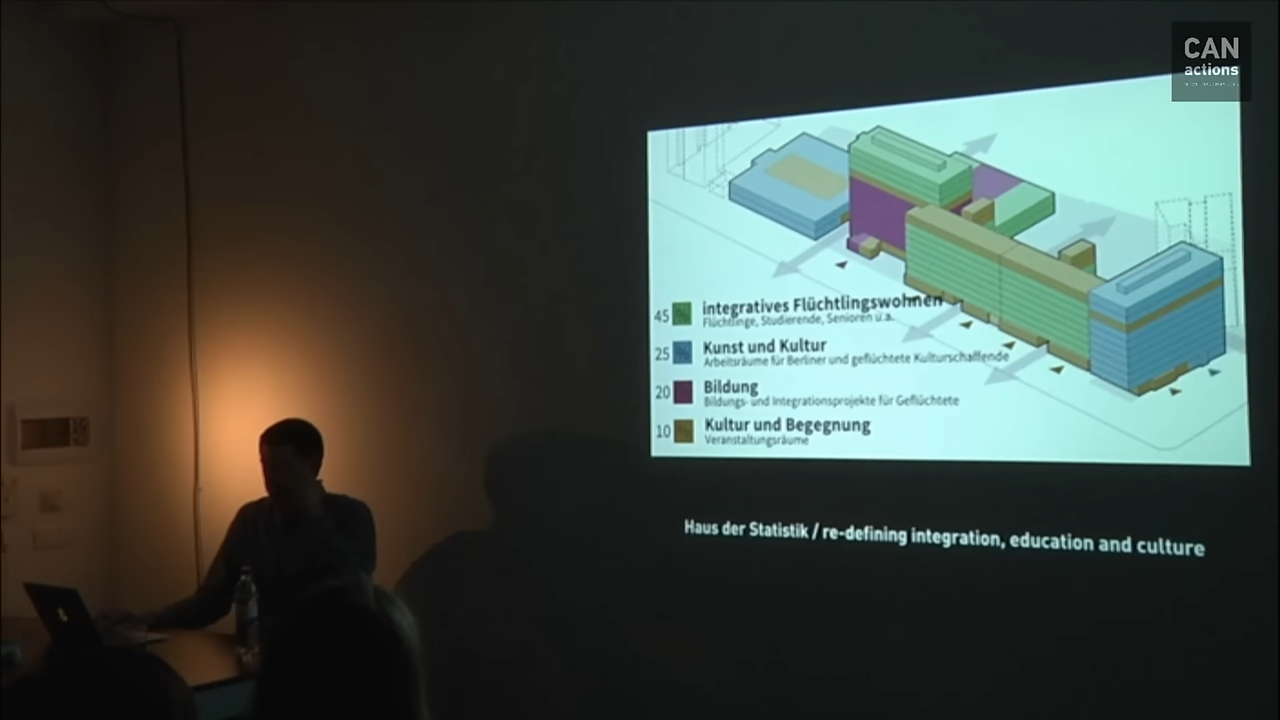 CAN
actions
45 % integratives Flüchtlingswohnen
Flüchtlinge, Studierende, Senioren u.a.
25 % Kunst und Kultur
Arbeitsräume für Berliner und geflüchtete Kulturschaffende
20 % Bildung
Bildungs- und Integrationsprojekte für Geflüchtete
10 % Kultur und Begegnung
Veranstaltungsräume
Haus der Statistik / re-defining integration, education and culture